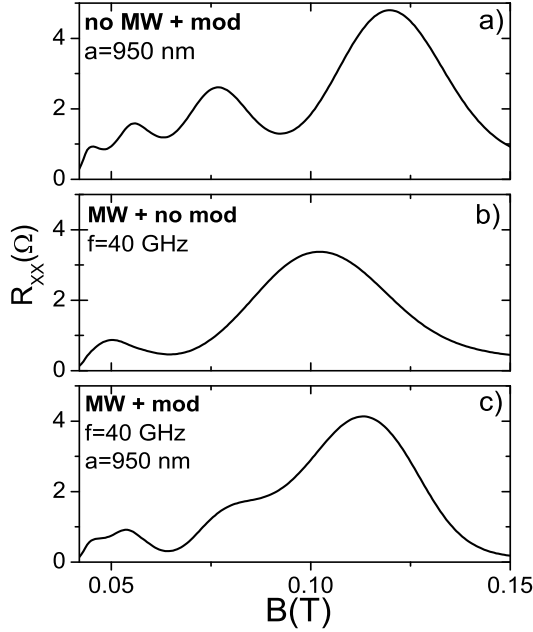 no MW + mod
a=950 nm
a)
4
2
0
MW + no mod
f=40 GHz
b)
4
2
0
Rxx(Ω)
MW + mod
f=40 GHz
a=950 nm
c)
4
2
0
0.05 0.10 0.15
B(T)